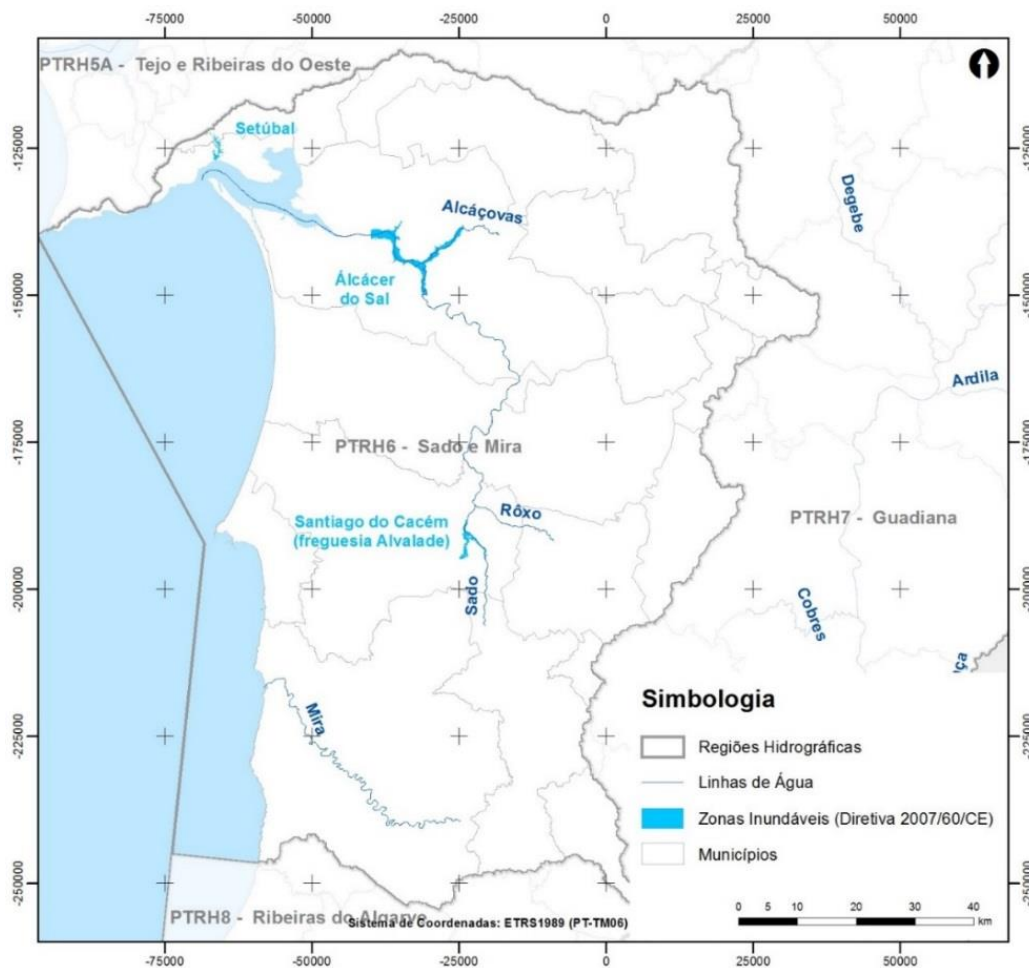 -75000 -50000 -25000 0 25000 50000
PTRH5A - Tejo e Ribeiras do Oeste
Setúbal
-125000 -125000
Degebe
Alcáçovas
Álcácer
do Sal
-150000 -150000
Ardila
-175000 -175000
PTRH6 - Sado e Mira
Rôxo
Santiago do Cacém
(freguesia Alvalade)
PTRH7 - Guadiana
-200000 -200000
Sado
Cobres
ça
Mira
-225000 -225000
Simbologia
Regiões Hidrográficas
Linhas de Água
Zonas Inundáveis (Diretiva 2007/60/CE)
Municípios
-250000 -250000
PTRH8 - Ribeiras do Algarve
Sistema de Coordenadas: ETRS1989 (PT-TM06)
0 5 10 20 30 40
km
-75000 -50000 -25000 0 25000 50000